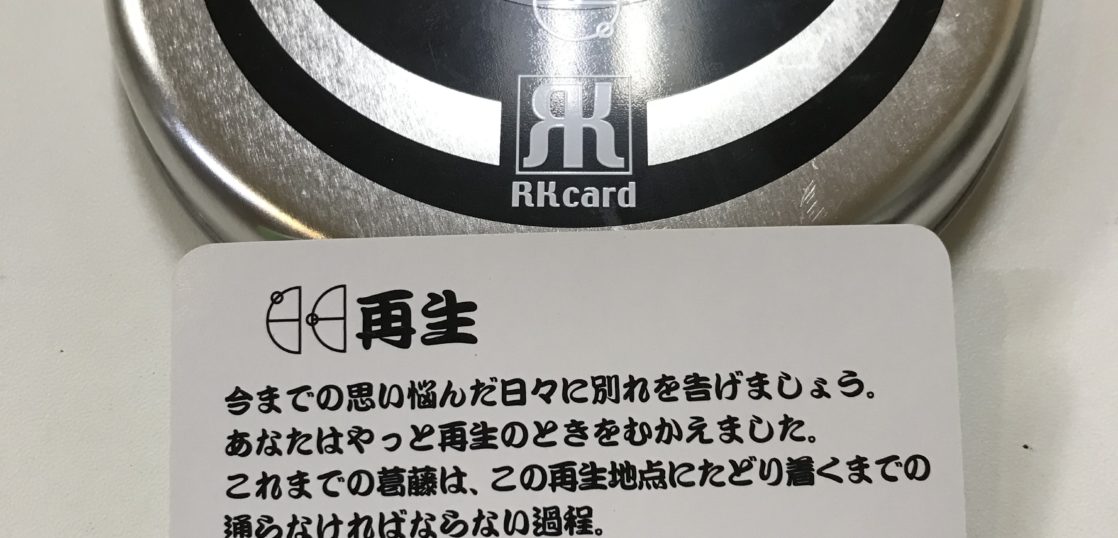 RK
RKcard
再生
今までの思い悩んだ日々に別れを告げましょう。
あなたはやっと再生のときをむかえました。
これまでの葛藤は、この再生地点にたどり着くまでの
通らなければならない過程。